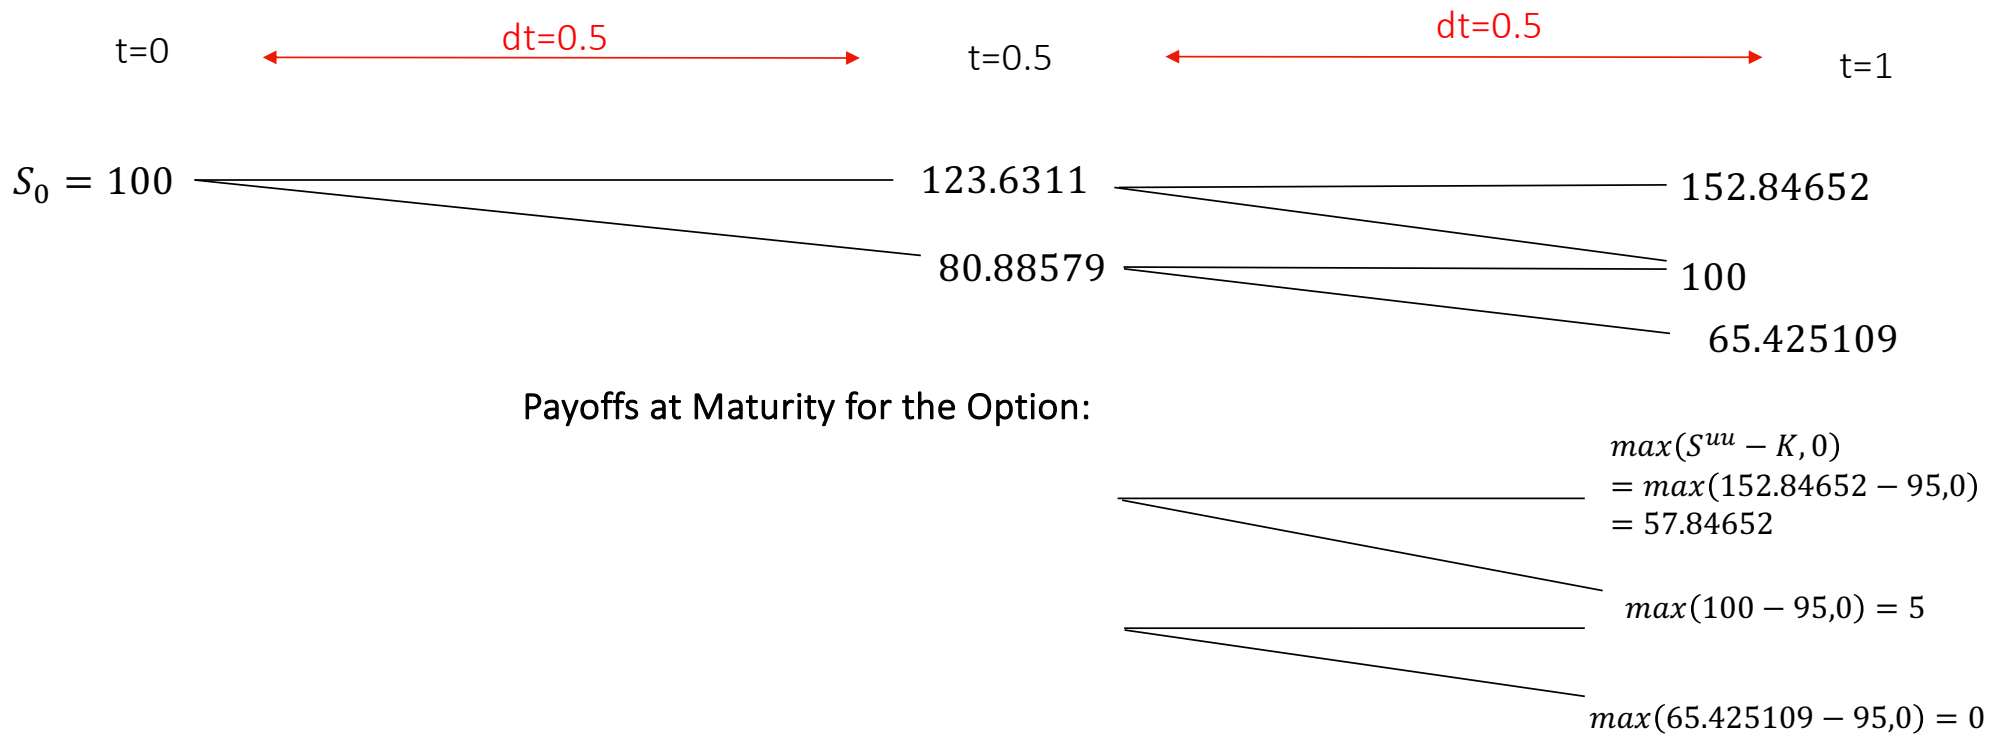 t=0
dt=0.5
t=0.5
dt=0.5
t=1
S₀ = 100
123.6311
152.84652
80.88579
100
65.425109
Payoffs at Maturity for the Option:
max(Sᵘᵘ − K, 0)
= max(152.84652 − 95,0)
= 57.84652
max(100 − 95,0) = 5
max(65.425109 − 95,0) = 0